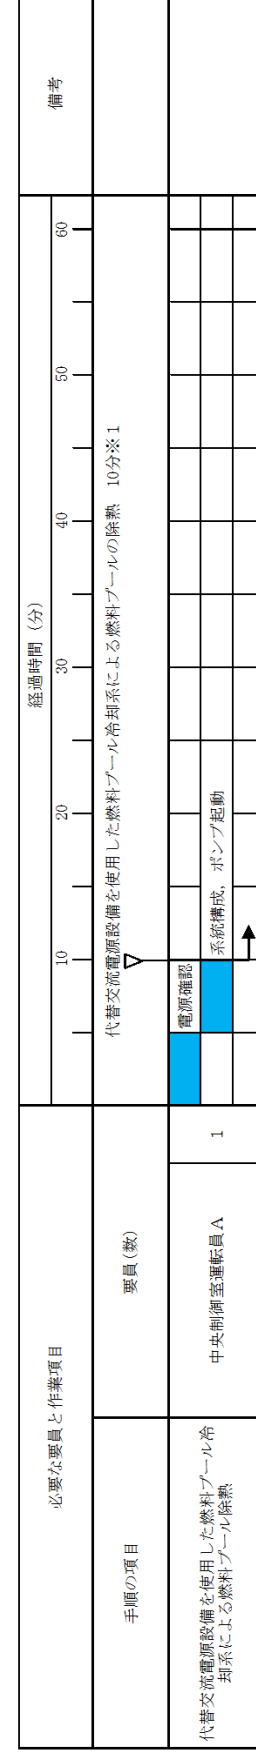 必要な要員と作業項目
経過時間（分）
備考
10 20 30 40 50 60
手順の項目
要員(数)
代替交流電源設備を使用した燃料プール冷却系による燃料プールの除熱 10分※1
代替交流電源設備を使用した燃料プール冷
却系による燃料プール除熱
中央制御室運転員A
1
電源確認
系統構成，ポンプ起動